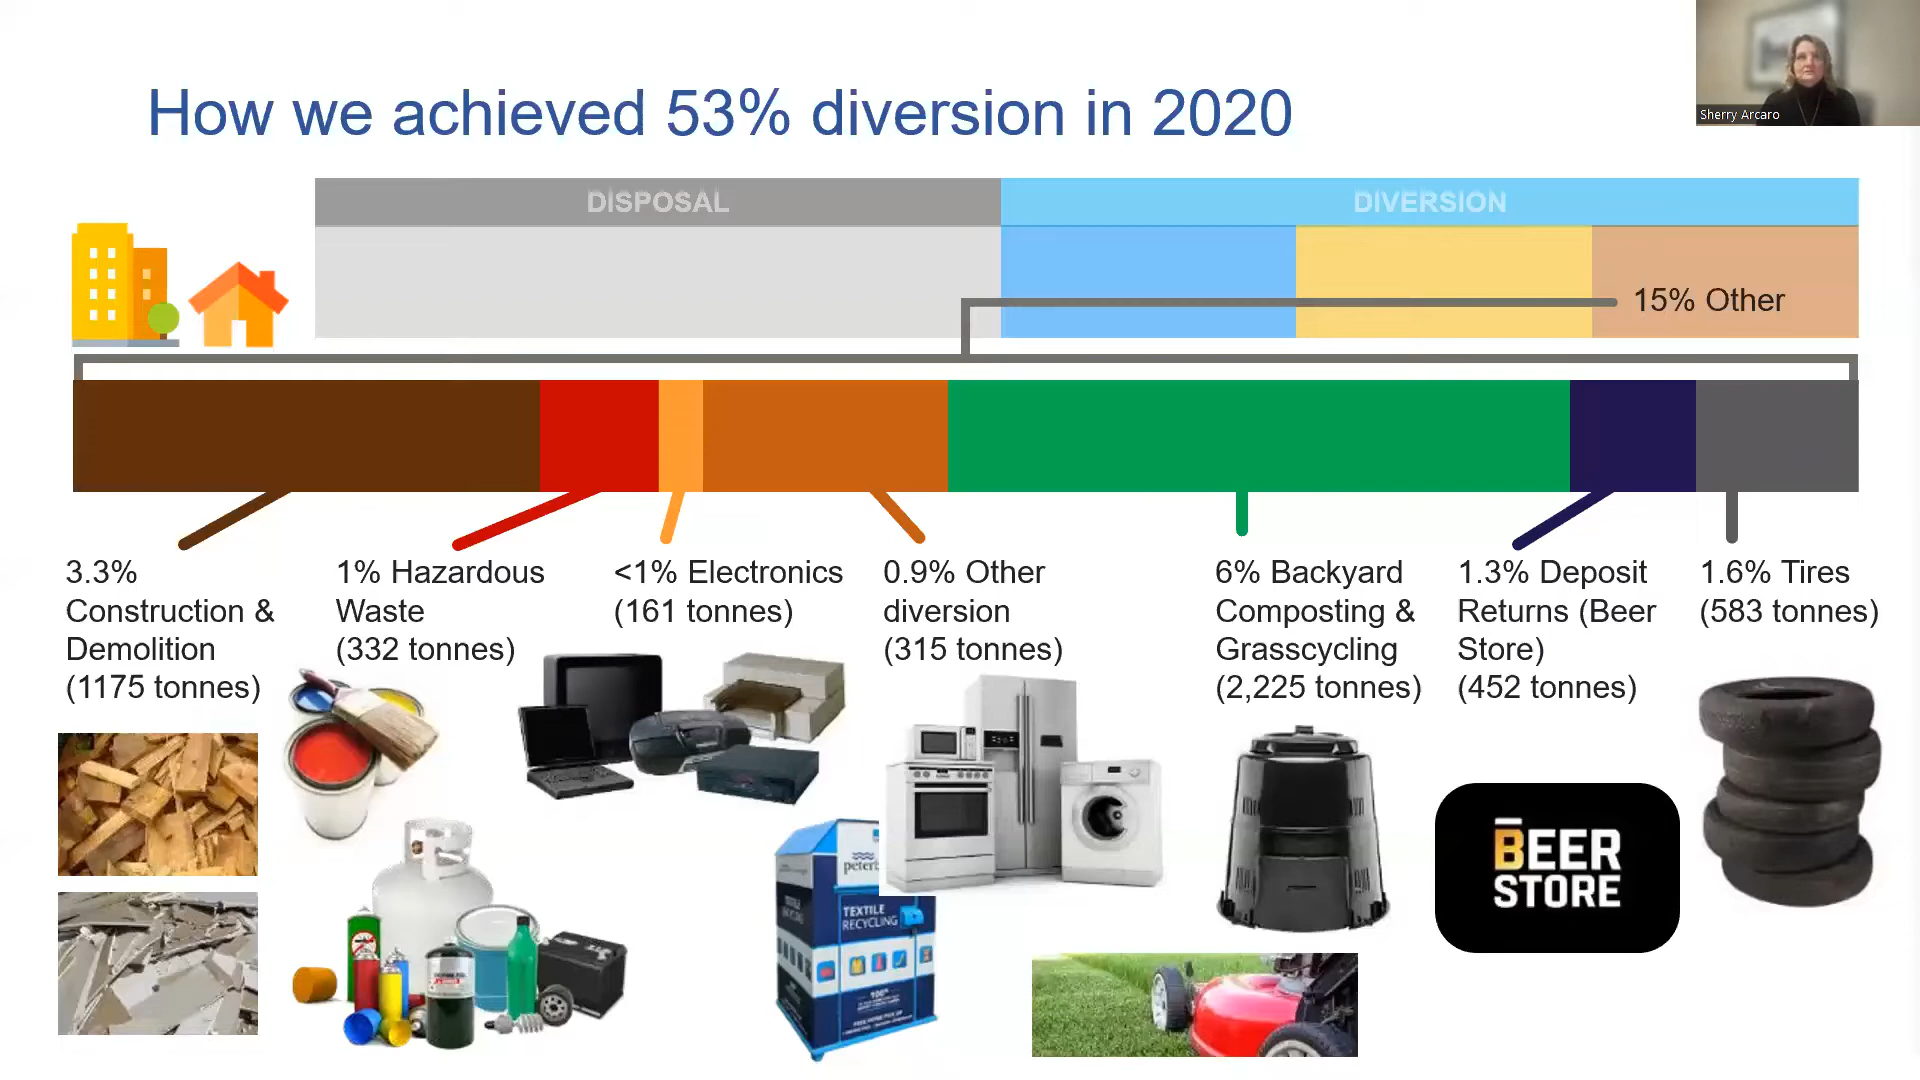 Sherry Arcaro
How we achieved 53% diversion in 2020
DISPOSAL
DIVERSION
15% Other
3.3%
Construction &
Demolition
(1175 tonnes)
1% Hazardous
Waste
(332 tonnes)
<1% Electronics
(161 tonnes)
0.9% Other
diversion
(315 tonnes)
6% Backyard
Composting &
Grasscycling
(2,225 tonnes)
1.3% Deposit
Returns (Beer
Store)
(452 tonnes)
1.6% Tires
(583 tonnes)
TEXTILE
RECYCLING
BEER
STORE